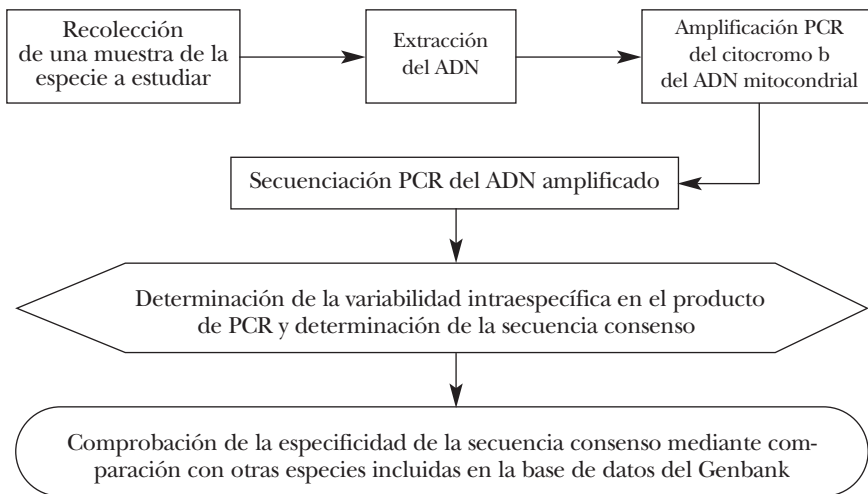 Recolección
de una muestra de la
especie a estudiar
Extracción
del ADN
Amplificación PCR
del citocromo b
del ADN mitocondrial
Secuenciación PCR del ADN amplificado
Determinación de la variabilidad intraespecífica en el producto
de PCR y determinación de la secuencia consenso
Comprobación de la especificidad de la secuencia consenso mediante com-
paración con otras especies incluidas en la base de datos del Genbank